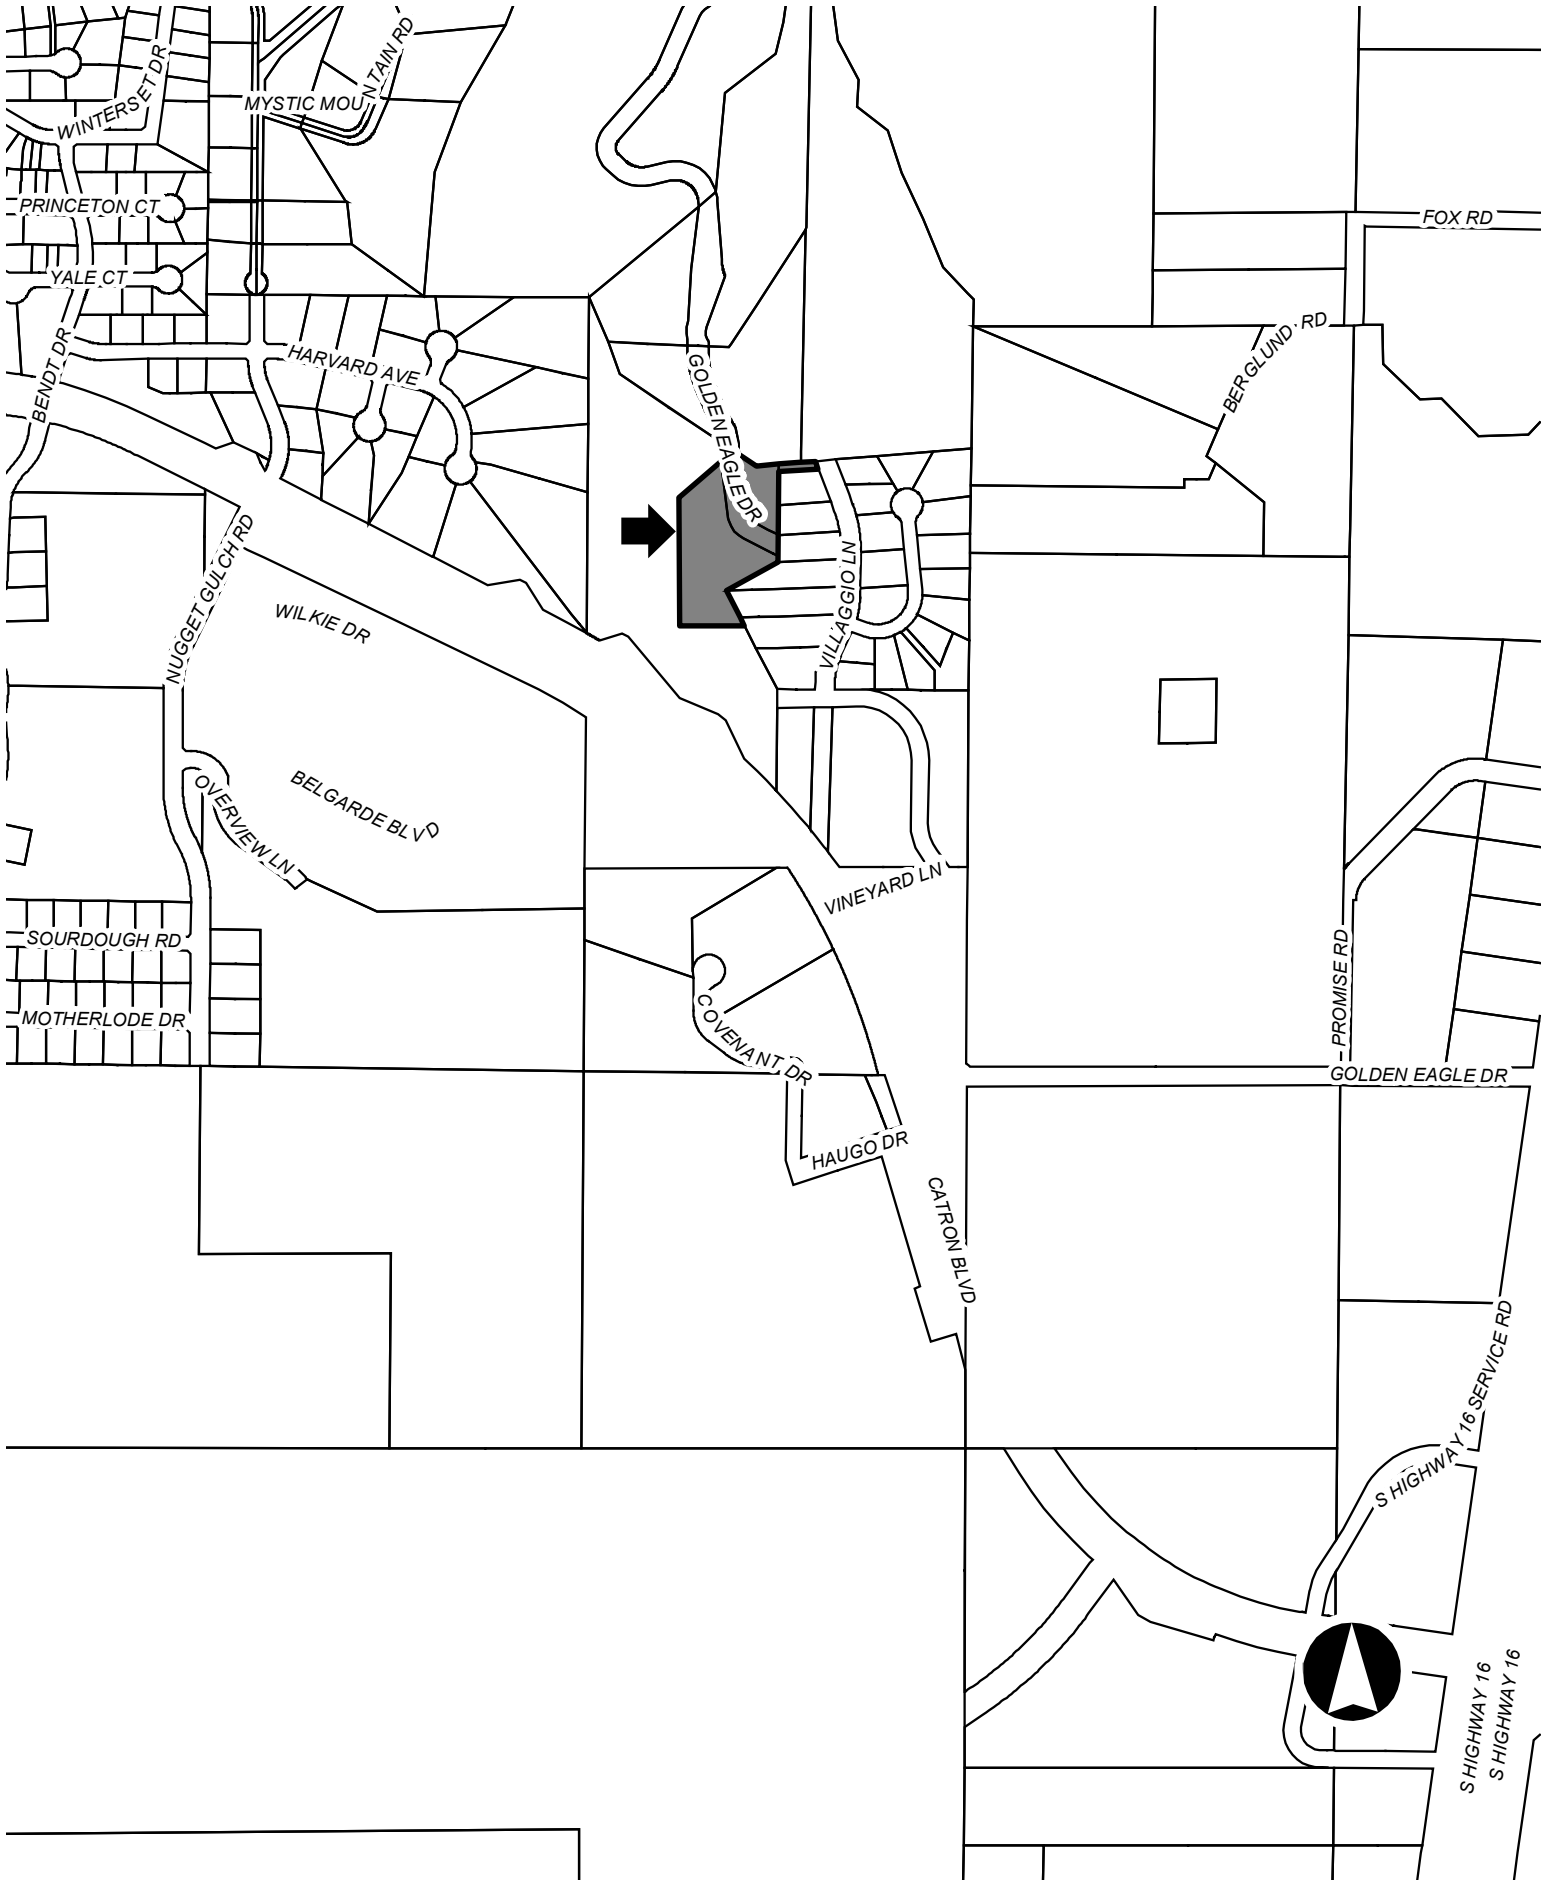 MYSTIC MOUNTAIN RD
WINTERSET DR
PRINCETON CT
FOX RD
YALE CT
BERGLUND RD
BENDT DR
HARVARD AVE
GOLDEN EAGLE DR
NUGGET GULCH RD
VILLAGGIO LN
WILKIE DR
OVERVIEW LN
BELGARDE BLVD
VINEYARD LN
SOURDOUGH RD
PROMISE RD
MOTHERLODE DR
COVENANT DR
GOLDEN EAGLE DR
HAUGO DR
CATRON BLVD
S HIGHWAY 16 SERVICE RD
S HIGHWAY 16
S HIGHWAY 16